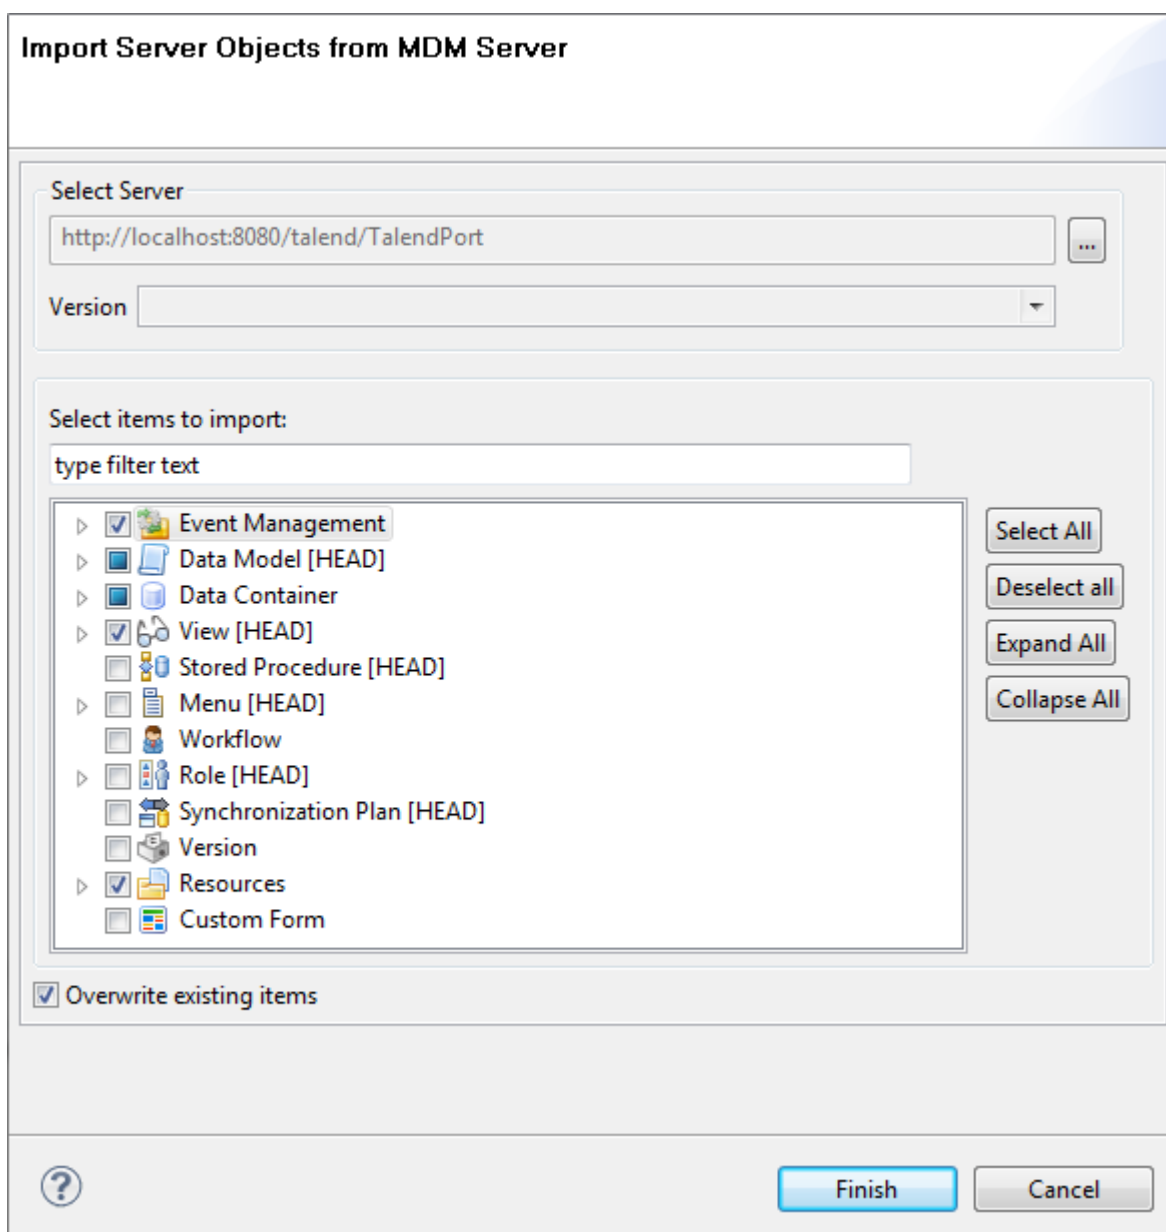 Import Server Objects from MDM Server
Select Server
http://localhost:8080/talend/TalendPort
...
Version
Select items to import:
type filter text
Event Management
Select All
Data Model [HEAD]
Deselect all
Data Container
View [HEAD]
Expand All
Stored Procedure [HEAD]
Menu [HEAD]
Collapse All
Workflow
Role [HEAD]
Synchronization Plan [HEAD]
Version
Resources
Custom Form
Overwrite existing items
?
Finish
Cancel